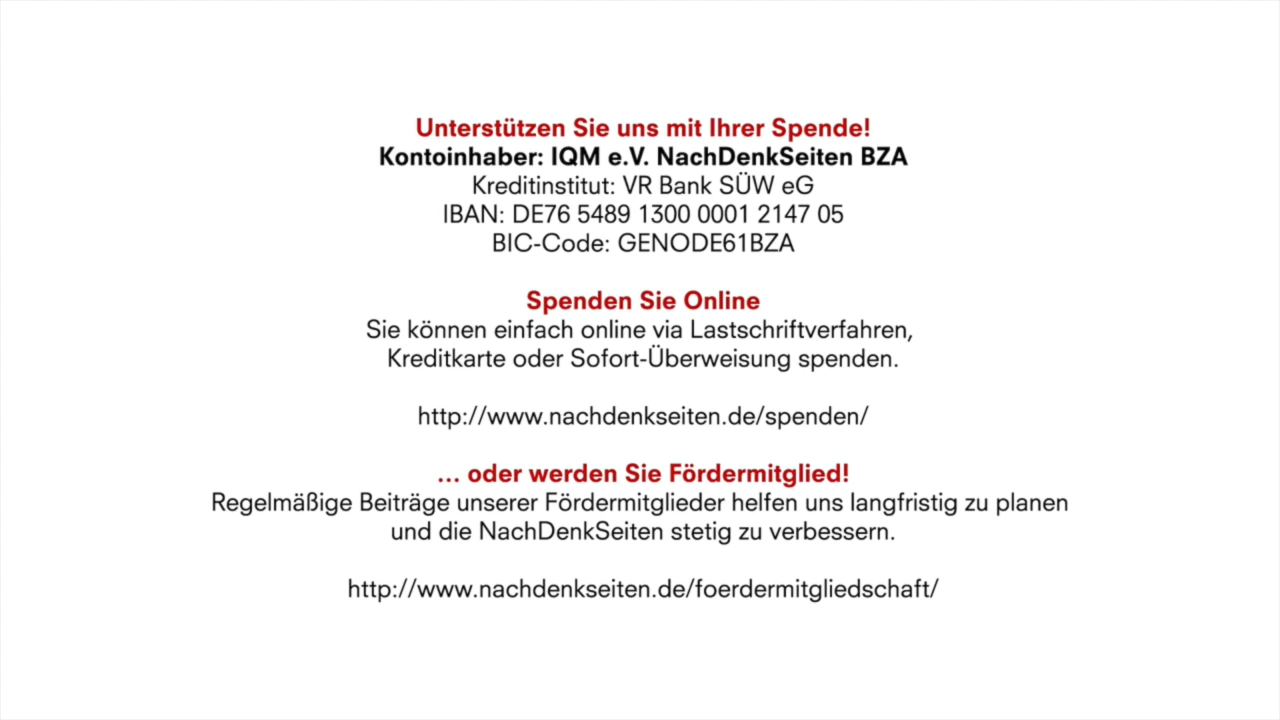 Unterstützen Sie uns mit Ihrer Spende!
Kontoinhaber: IQM e.V. NachDenkSeiten BZA
Kreditinstitut: VR Bank SÜW eG
IBAN: DE76 5489 1300 0001 2147 05
BIC-Code: GENODE61BZA
Spenden Sie Online
Sie können einfach online via Lastschriftverfahren,
Kreditkarte oder Sofort-Überweisung spenden.
http://www.nachdenkseiten.de/spenden/
... oder werden Sie Fördermitglied!
Regelmäßige Beiträge unserer Fördermitglieder helfen uns langfristig zu planen
und die NachDenkSeiten stetig zu verbessern.
http://www.nachdenkseiten.de/foerdermitgliedschaft/